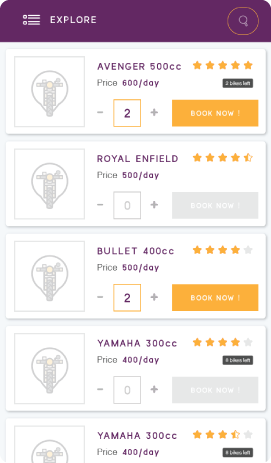 EXPLORE
AVENGER 500cc
Price 600/day
2 bikes left
- 2 +
BOOK NOW !
ROYAL ENFIELD
Price 500/day
- 0 +
BOOK NOW !
BULLET 400cc
Price 500/day
- 2 +
BOOK NOW !
YAMAHA 300cc
Price 400/day
bikes left
- 0 +
BOOK NOW !
YAMAHA 300cc
Price 400/day
bikes left